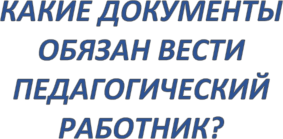 КАКИЕ ДОКУМЕНТЫ
ОБЯЗАН ВЕСТИ
ПЕДАГОГИЧЕСКИЙ
РАБОТНИК?